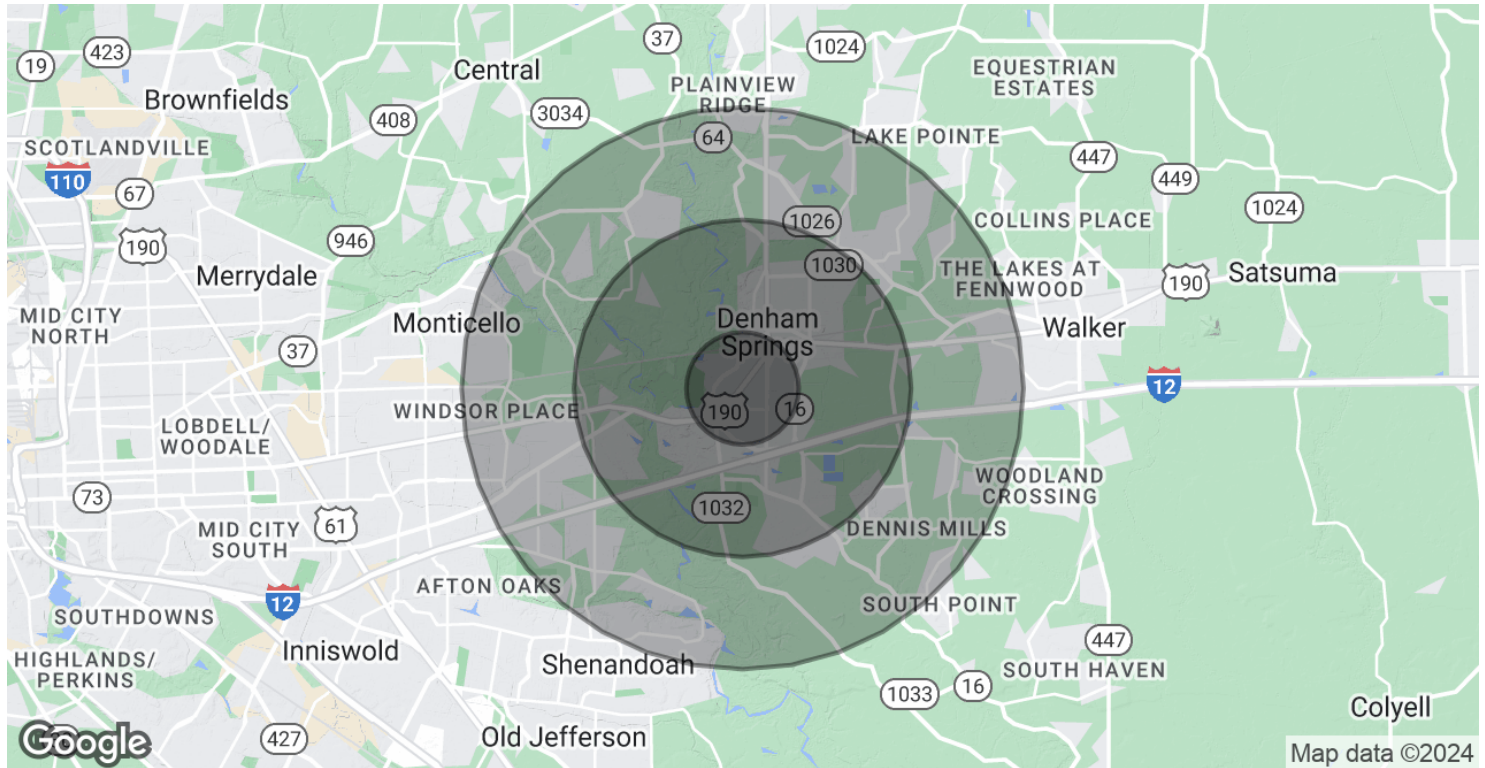 37
1024
423
19
Central
EQUESTRIAN
ESTATES
PLAINVIEW
RIDGE
Brownfields
3034
408
64
LAKE POINTE
SCOTLANDVILLE
447
110
67
449
1024
1026
COLLINS PLACE
190
946
1030
THE LAKES AT
FENNWOOD
Merrydale
190
Satsuma
MID CITY
NORTH
Monticello
Denham
Springs
Walker
37
12
WINDSOR PLACE
190
16
LOBDELL/
WOODALE
WOODLAND
CROSSING
73
1032
MID CITY
SOUTH
61
DENNIS MILLS
AFTON OAKS
12
SOUTH POINT
SOUTHDOWNS
447
Inniswold
HIGHLANDS/
PERKINS
Shenandoah
SOUTH HAVEN
1033
16
Colyell
Google
427
Old Jefferson
Map data ©2024